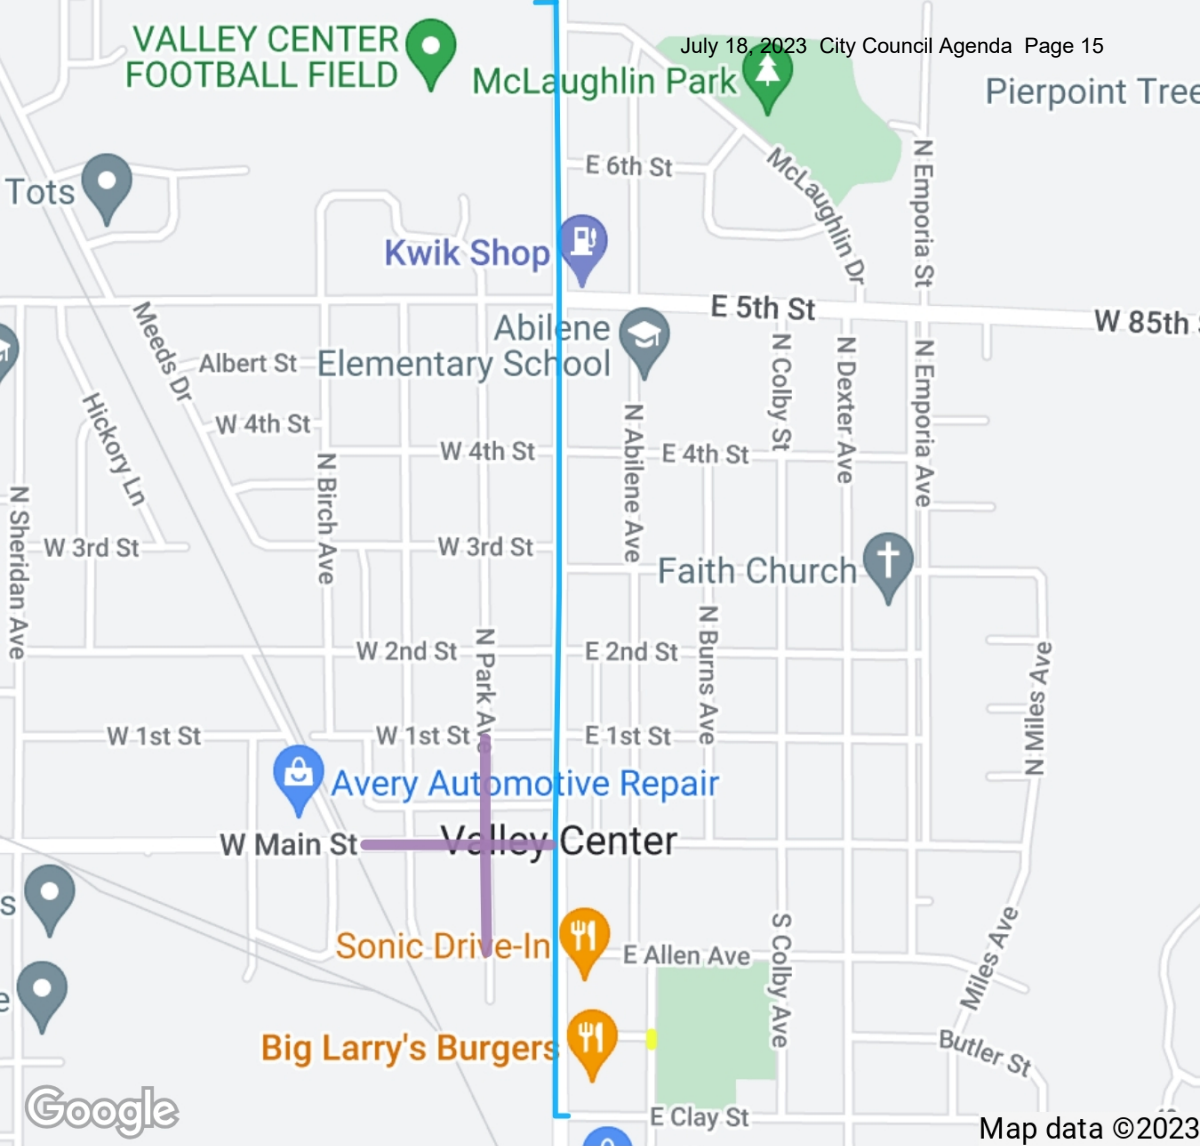 VALLEY CENTER
FOOTBALL FIELD
July 18, 2023  City Council Agenda  Page 15
McLaughlin Park
Pierpoint Tree
E 6th St
McLaughlin Dr
N Emporia St
Tots
Kwik Shop
E 5th St
W 85th S
Abilene
Elementary School
Meeds Dr
Albert St
Hickory Ln
W 4th St
W 4th St
N Abilene Ave
E 4th St
N Colby St
N Dexter Ave
N Emporia Ave
N Sheridan Ave
N Birch Ave
W 3rd St
W 3rd St
Faith Church
N Park Ave
W 2nd St
E 2nd St
N Burns Ave
N Miles Ave
W 1st St
W 1st St
E 1st St
Avery Automotive Repair
W Main St
Valley Center
s
Sonic Drive-In
E Allen Ave
S Colby Ave
Miles Ave
e
Big Larry's Burgers
Butler St
Google
E Clay St
Map data ©2023